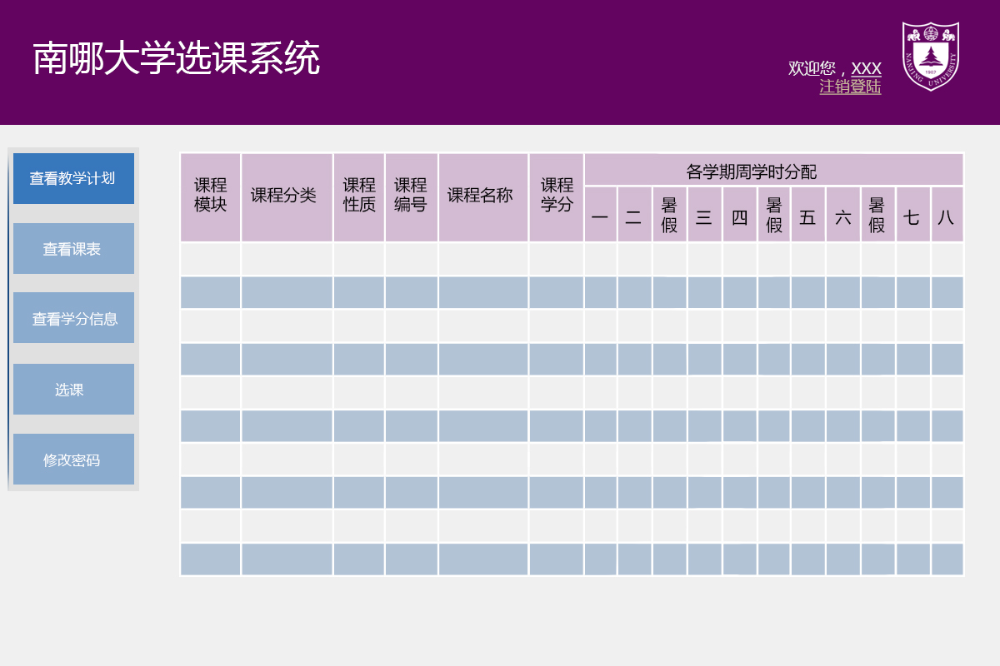 南哪大学选课系统
欢迎您，XXX
注销登陆
NANJING UNIVERSITY
1902
查看教学计划
查看课表
查看学分信息
选课
修改密码
课程
模块
课程分类
课程
性质
课程
编号
课程名称
课程
学分
各学期周学时分配
一
二
暑
假
三
四
暑
假
五
六
暑
假
七
八